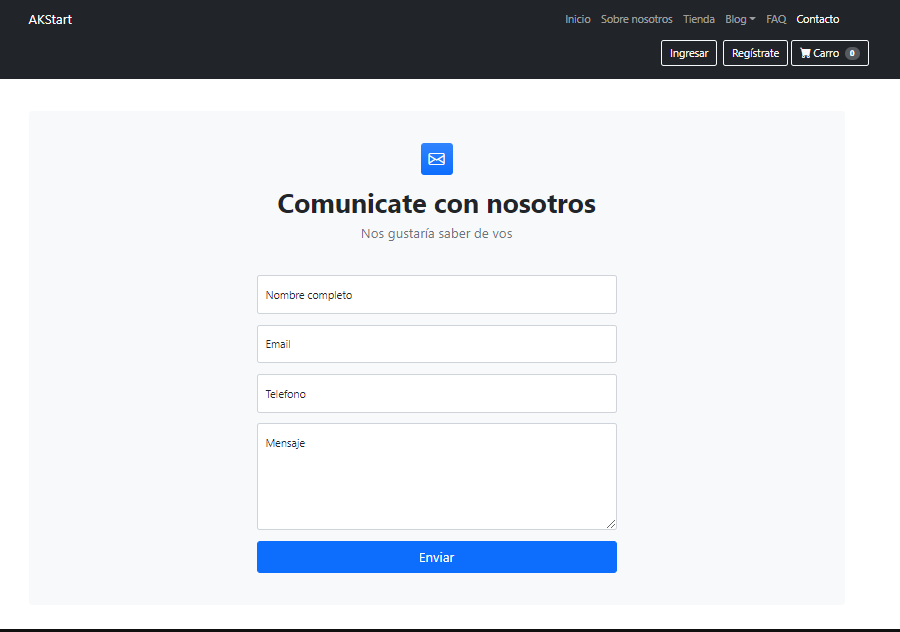 AKStart
Inicio Sobre nosotros Tienda Blog FAQ Contacto
Ingresar Regístrate Carro 0
Comunicate con nosotros
Nos gustaría saber de vos
Nombre completo
Email
Telefono
Mensaje
Enviar